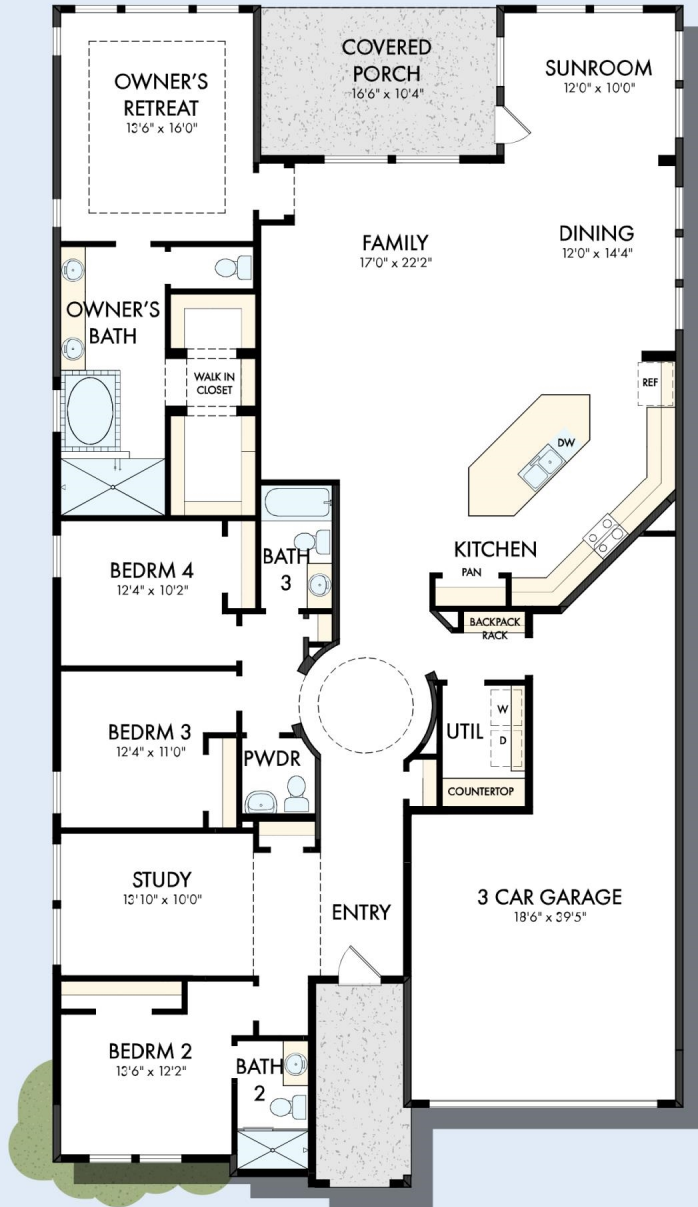 OWNER'S
RETREAT
13'6" x 16'0"
COVERED
PORCH
16'6" x 10'4"
SUNROOM
12'0" x 10'0"
FAMILY
17'0" x 22'2"
DINING
12'0" x 14'4"
OWNER'S
BATH
WALK IN
CLOSET
REF
DW
KITCHEN
PAN
BATH
3
BEDRM 4
12'4" x 10'2"
BACKPACK
RACK
BEDRM 3
12'4" x 11'0"
PWDR
UTIL
W
D
COUNTERTOP
STUDY
13'10" x 10'0"
ENTRY
3 CAR GARAGE
18'6" x 39'5"
BEDRM 2
13'6" x 12'2"
BATH
2